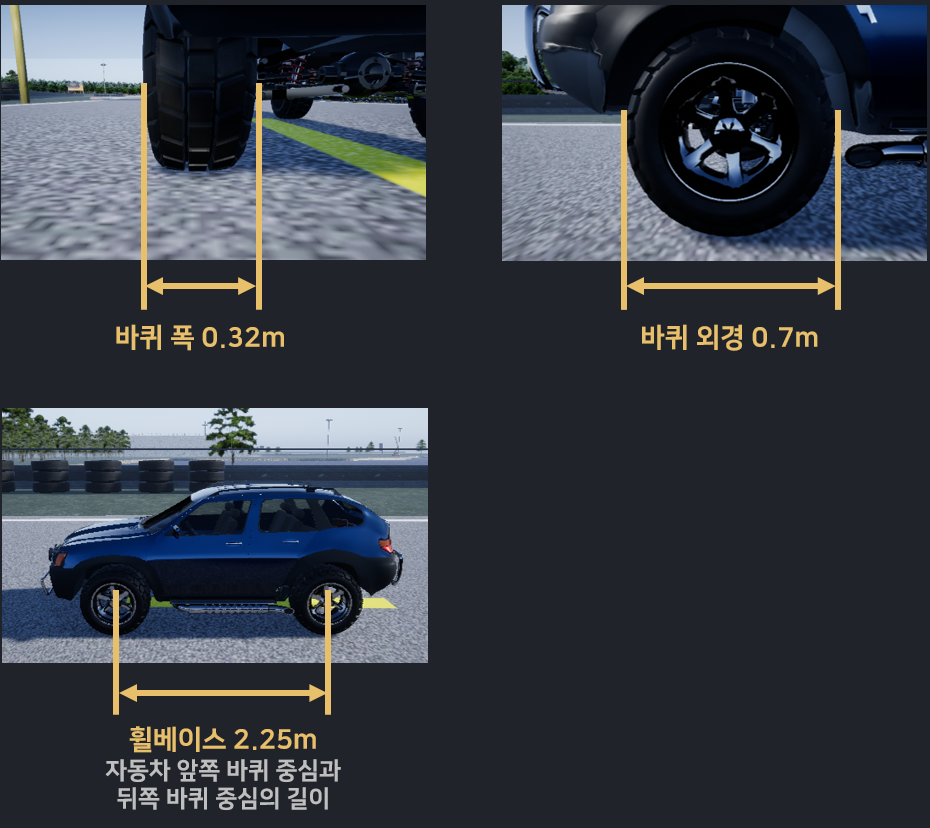 바퀴 폭 0.32m
바퀴 외경 0.7m
휠베이스 2.25m
자동차 앞쪽 바퀴 중심과
뒤쪽 바퀴 중심의 길이